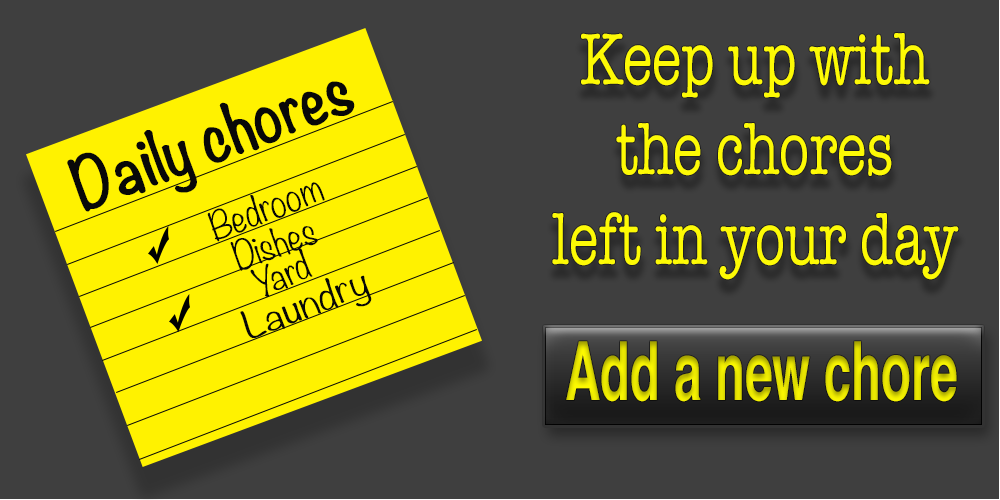 Daily chores
✓ Bedroom
Dishes
✓ Yard
Laundry
Keep up with
the chores
left in your day
Add a new chore